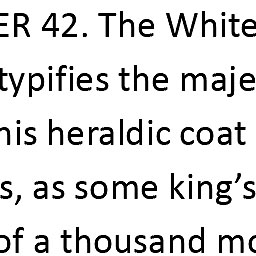 ER 42. The White
typifies the maje
his heraldic coat
s, as some king’s
of a thousand mo